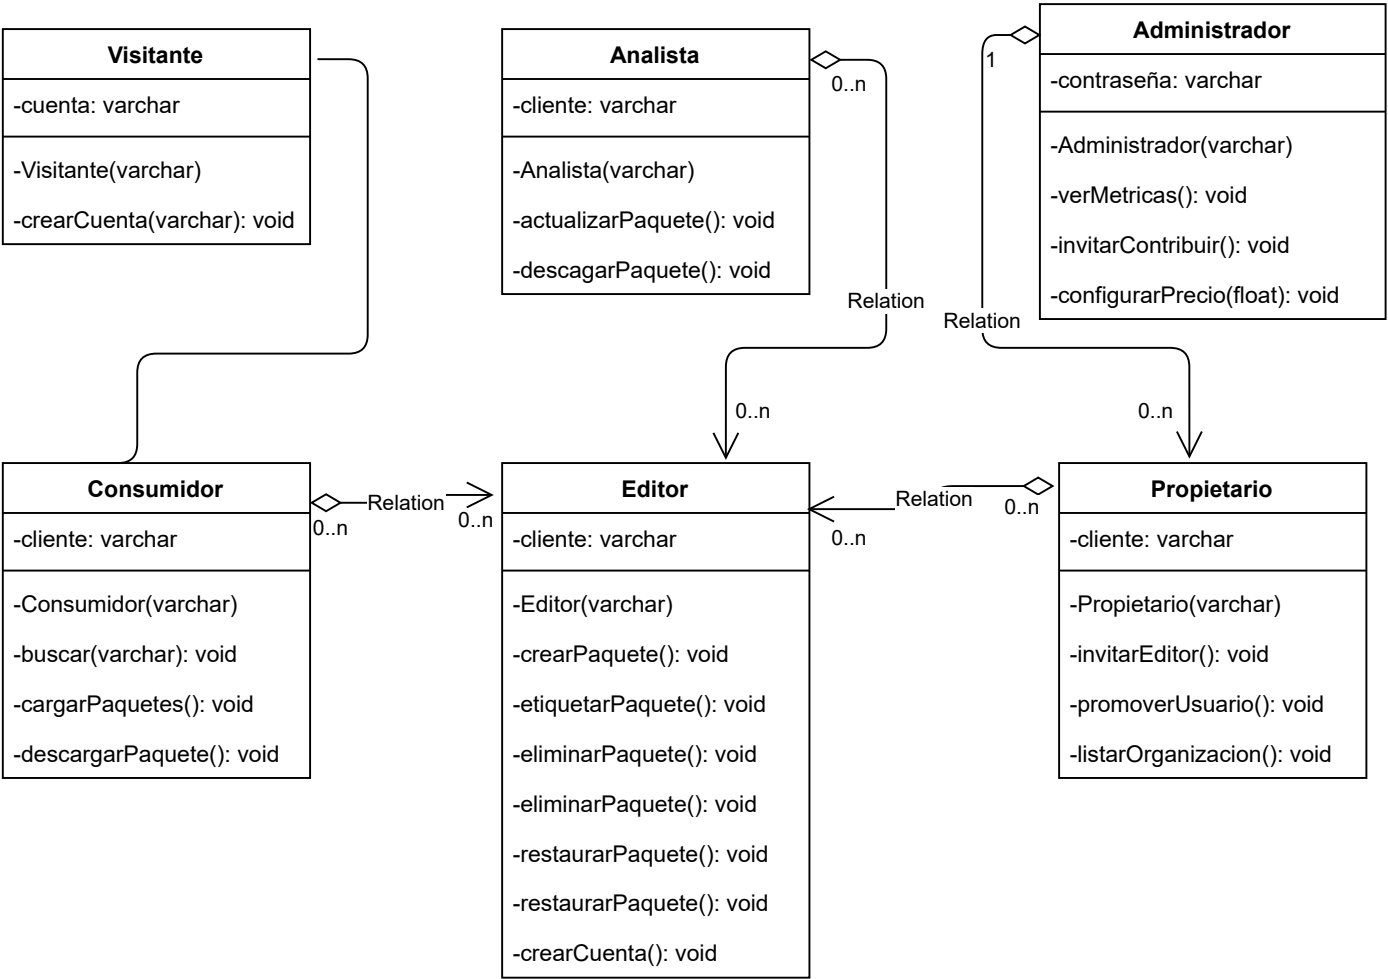 Visitante
-cuenta: varchar
-Visitante(varchar)
-crearCuenta(varchar): void
Analista
-cliente: varchar
-Analista(varchar)
-actualizarPaquete(): void
-descagarPaquete(): void
0..n
Relation
0..n
Administrador
-contraseña: varchar
-Administrador(varchar)
-verMetricas(): void
-invitarContribuir(): void
-configurarPrecio(float): void
1
Relation
0..n
Consumidor
-cliente: varchar
-Consumidor(varchar)
-buscar(varchar): void
-cargarPaquetes(): void
-descargarPaquete(): void
0..n
Relation
0..n
Editor
-cliente: varchar
-Editor(varchar)
-crearPaquete(): void
-etiquetarPaquete(): void
-eliminarPaquete(): void
-eliminarPaquete(): void
-restaurarPaquete(): void
-restaurarPaquete(): void
-crearCuenta(): void
0..n
Relation
0..n
Propietario
-cliente: varchar
-Propietario(varchar)
-invitarEditor(): void
-promoverUsuario(): void
-listarOrganizacion(): void